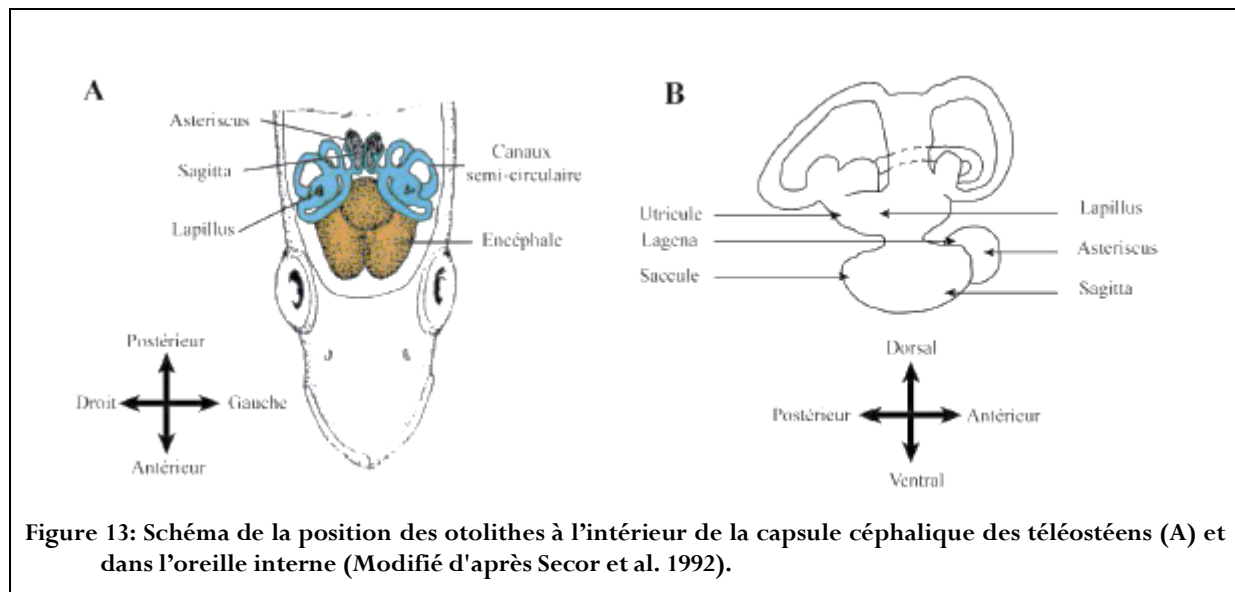 A
Asteriscus
Sagitta
Lapillus
Canaux
semi-circulaire
Encéphale
Postérieur
Droit
Gauche
Antérieur
B
Utricule
Lagena
Saccule
Lapillus
Asteriscus
Sagitta
Dorsal
Postérieur
Antérieur
Ventral
Figure 13: Schéma de la position des otolithes à l'intérieur de la capsule céphalique des téléostéens (A) et
dans l'oreille interne (Modifié d'après Secor et al. 1992).